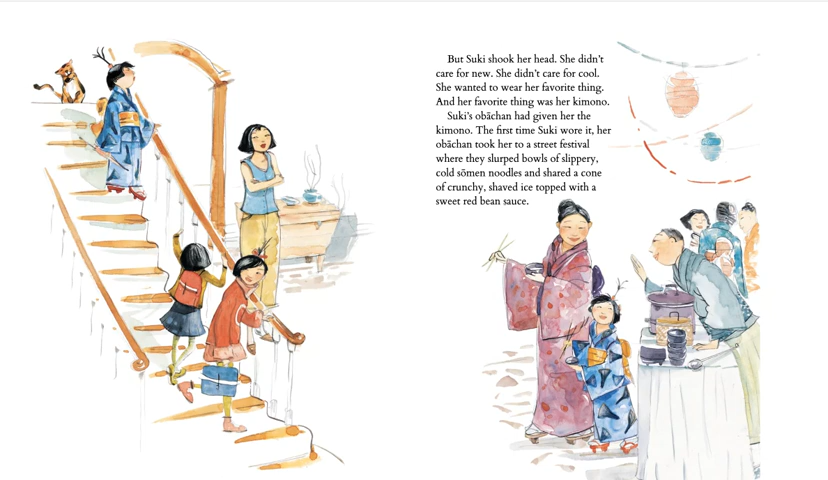 But Suki shook her head. She didn’t
care for new. She didn’t care for cool.
She wanted to wear her favorite thing.
And her favorite thing was her kimono.
Suki’s obāchan had given her the
kimono. The first time Suki wore it, her
obāchan took her to a street festival
where they slurped bowls of slippery,
cold sōmen noodles and shared a cone
of crunchy, shaved ice topped with a
sweet red bean sauce.